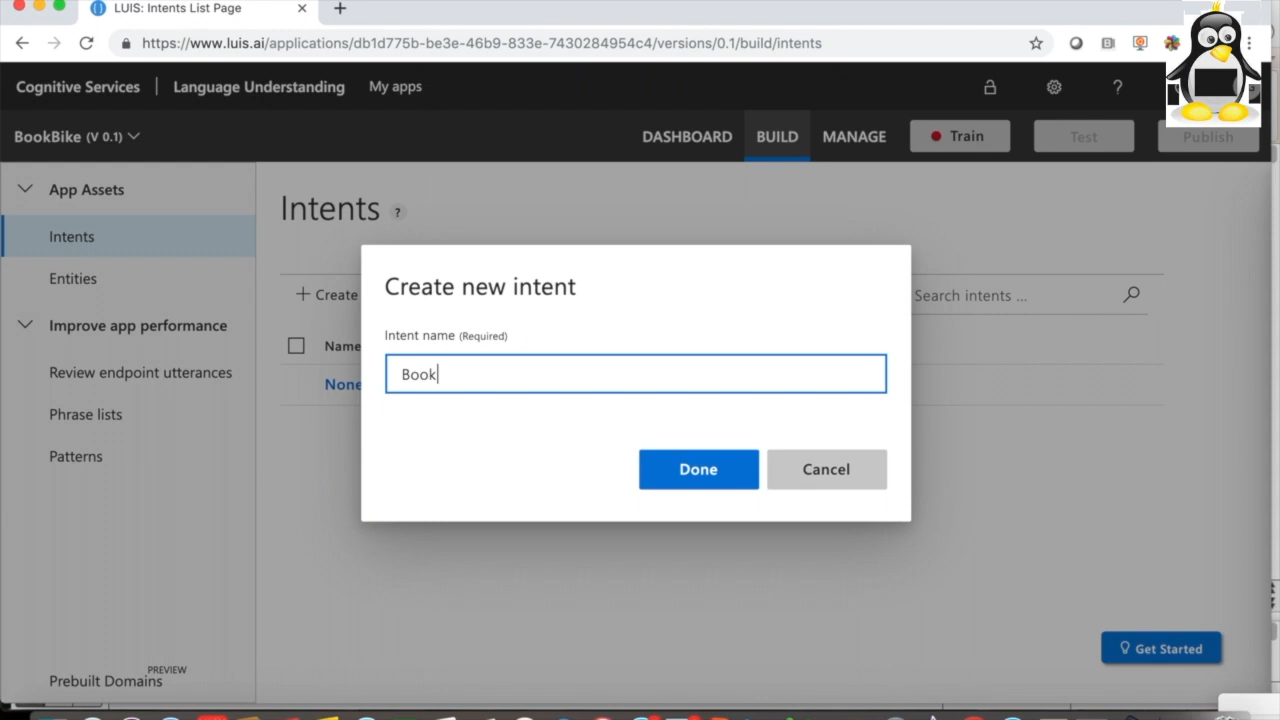 LUIS: Intents List Page
https://www.luis.ai/applications/db1d775b-be3e-46b9-933e-7430284954c4/versions/0.1/build/intents
Cognitive Services
Language Understanding
My apps
?
BookBike (V 0.1)
DASHBOARD
BUILD
MANAGE
Train
Test
Publish
App Assets
Intents
Entities
Improve app performance
Review endpoint utterances
Phrase lists
Patterns
Prebuilt Domains PREVIEW
Intents ?
+ Create
Search intents ...
Name
None
Create new intent
Intent name (Required)
Book
Done
Cancel
Get Started